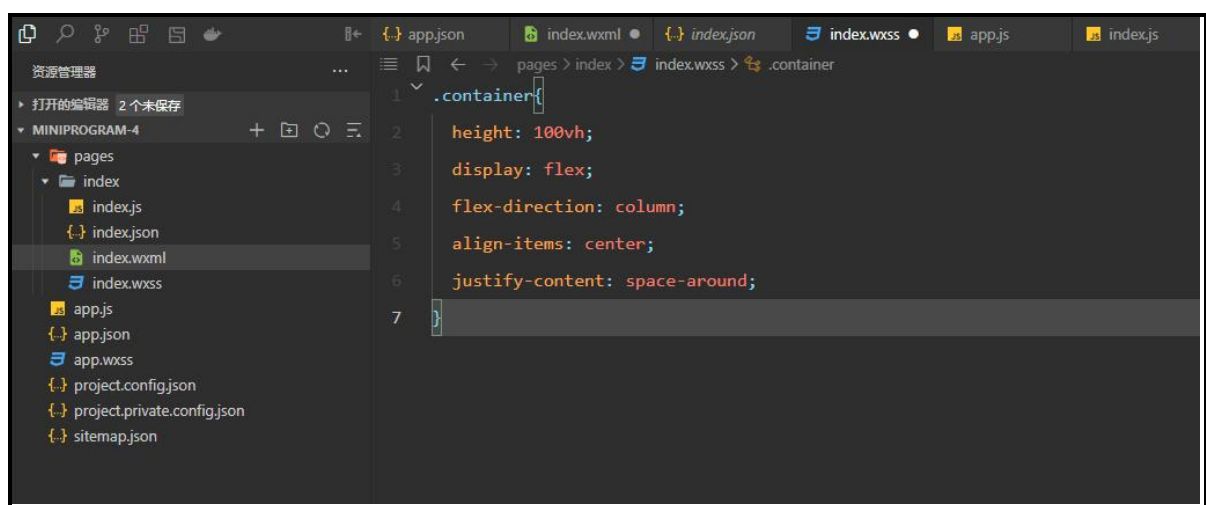 app.json index.wxml index.json index.wxss app.js index.js
资源管理器 ...
pages > index > index.wxss > .container
打开的编辑器 2 个未保存
MINIPROGRAM-4
pages
index
index.js
index.json
index.wxml
index.wxss
app.js
app.json
app.wxss
project.config.json
project.private.config.json
sitemap.json
1 .container{
2 height: 100vh;
3 display: flex;
4 flex-direction: column;
5 align-items: center;
6 justify-content: space-around;
7 }